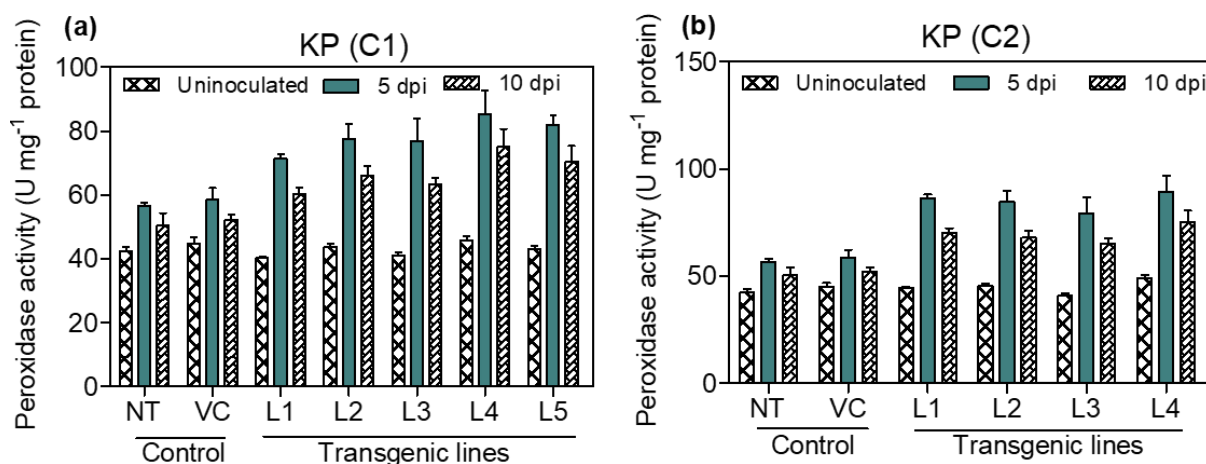 (a)
KP (C1)
Peroxidase activity (U mg⁻¹ protein)
100
80
60
40
20
0
Uninoculated 5 dpi 10 dpi
NT VC L1 L2 L3 L4 L5
Control Transgenic lines
(b)
KP (C2)
Peroxidase activity (U mg⁻¹ protein)
150
100
50
0
Uninoculated 5 dpi 10 dpi
NT VC L1 L2 L3 L4
Control Transgenic lines